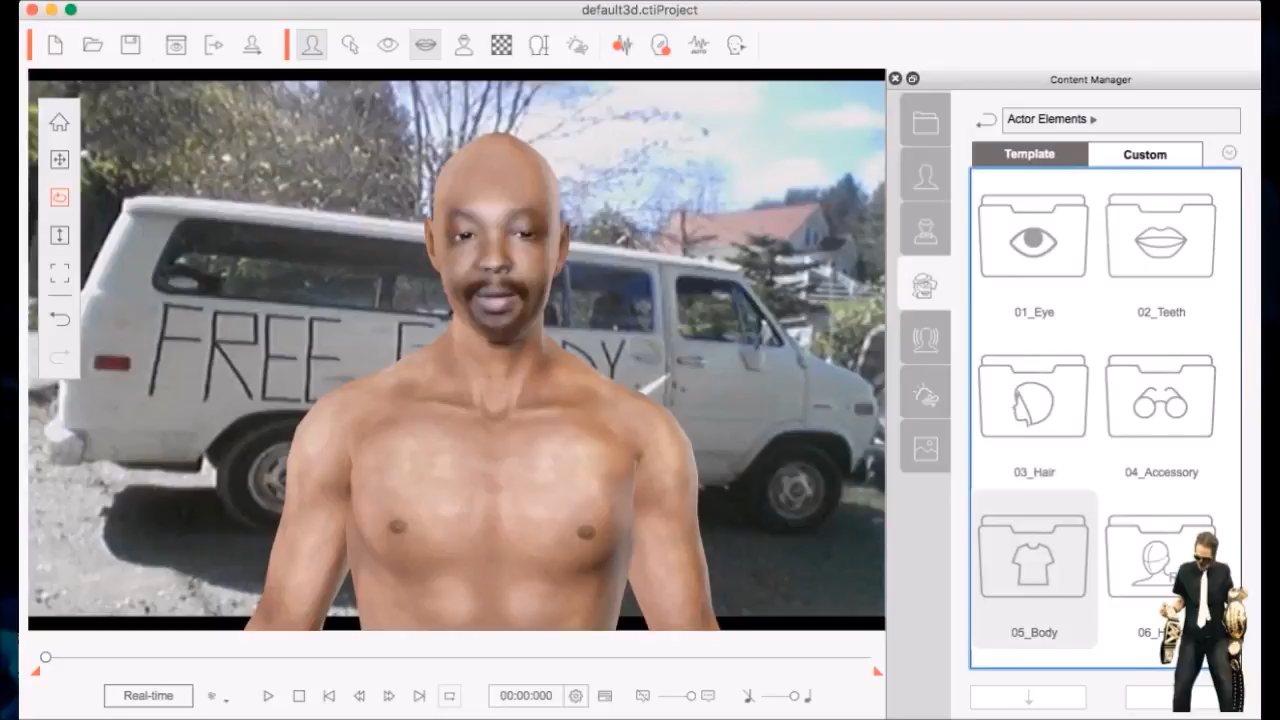 default3d.ctiProject
AUTO
Content Manager
Actor Elements
Template
Custom
FREE
01_Eye
02_Teeth
03_Hair
04_Accessory
05_Body
Real-time
00:00:000